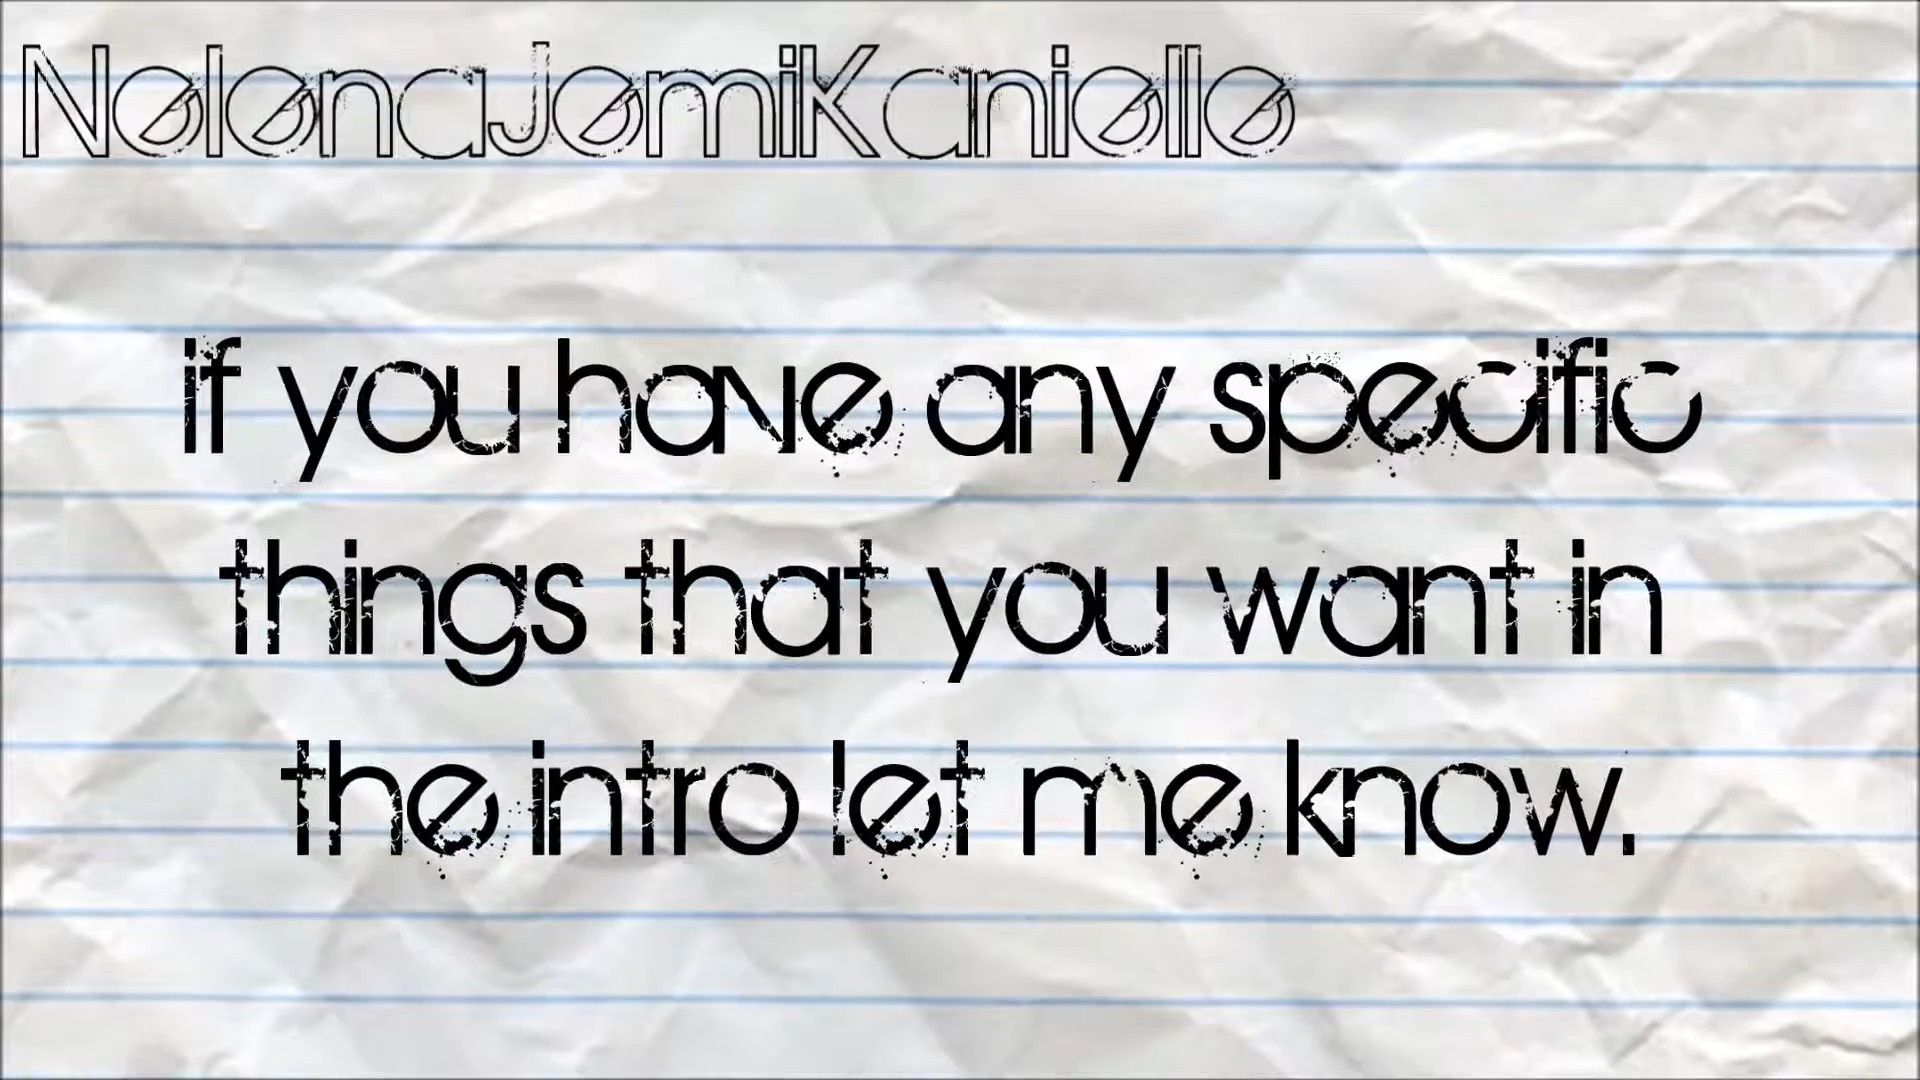 NelenaJemiKanielle
if you have any specific
things that you want in
the intro let me know.